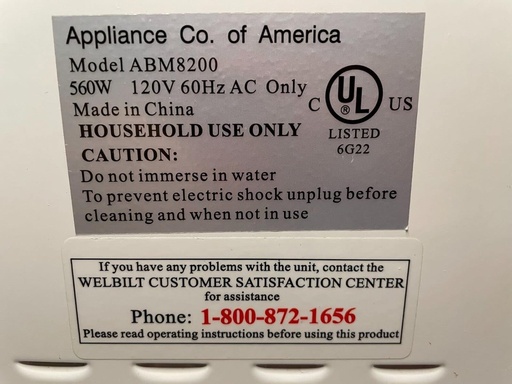 Appliance Co. of America
Model ABM8200
560W 120V 60Hz AC Only
Made in China
HOUSEHOLD USE ONLY
C UL ® US
LISTED
6G22
CAUTION:
Do not immerse in water
To prevent electric shock unplug before
cleaning and when not in use
If you have any problems with the unit, contact the
WELBILT CUSTOMER SATISFACTION CENTER
for assistance
Phone: 1-800-872-1656
Please read operating instructions before using this product